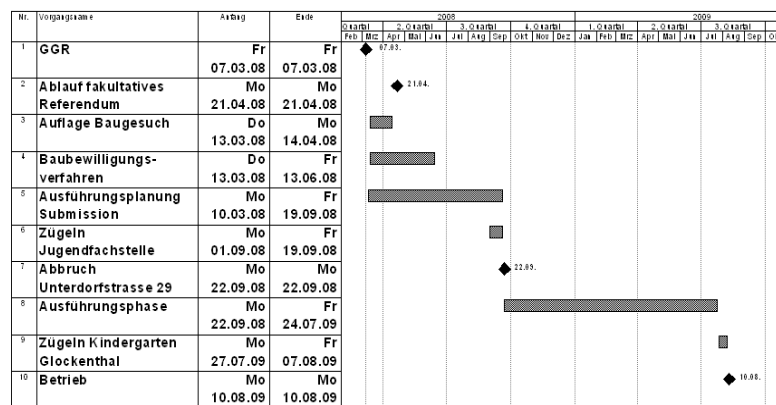 Nr. Vorgangsname Anfang Ende 2008 2009
Quartal 2. Quartal 3. Quartal 4. Quartal 1. Quartal 2. Quartal 3. Quartal
Feb Mrz Apr Mai Jun Jul Aug Sep Okt Nov Dez Jan Feb Mrz Apr Mai Jun Jul Aug Sep
1 GGR Fr Fr 07.03.
07.03.08 07.03.08
2 Ablauf fakultatives Mo Mo 21.04.
Referendum 21.04.08 21.04.08
3 Auflage Baugesuch Do Mo
13.03.08 14.04.08
4 Baubewilligungs- Do Fr
verfahren 13.03.08 13.06.08
5 Ausführungsplanung Mo Fr
Submission 10.03.08 19.09.08
6 Zügeln Mo Fr
Jugendfachstelle 01.09.08 19.09.08
7 Abbruch Mo Mo 22.09.
Unterdorfstrasse 29 22.09.08 22.09.08
8 Ausführungsphase Mo Fr
22.09.08 24.07.09
9 Zügeln Kindergarten Mo Fr
Glockenthal 27.07.09 07.08.09
10 Betrieb Mo Mo 10.08.
10.08.09 10.08.09